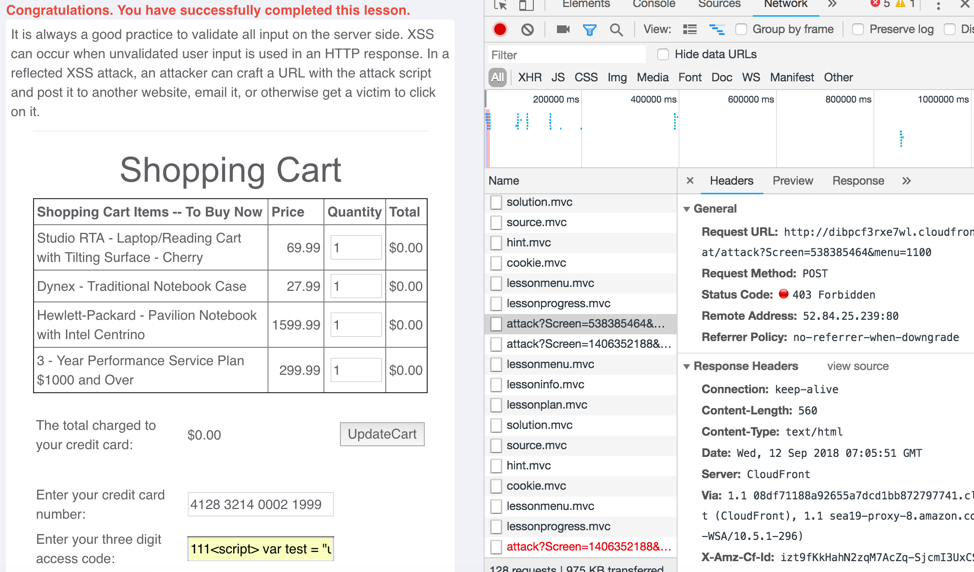 Congratulations. You have successfully completed this lesson.
It is always a good practice to validate all input on the server side. XSS
can occur when unvalidated user input is used in an HTTP response. In a
reflected XSS attack, an attacker can craft a URL with the attack script
and post it to another website, email it, or otherwise get a victim to click
on it.
Shopping Cart
Shopping Cart Items -- To Buy Now Price Quantity Total
Studio RTA - Laptop/Reading Cart
with Tilting Surface - Cherry 69.99 1 $0.00
Dynex - Traditional Notebook Case 27.99 1 $0.00
Hewlett-Packard - Pavilion Notebook
with Intel Centrino 1599.99 1 $0.00
3 - Year Performance Service Plan
$1000 and Over 299.99 1 $0.00
The total charged to
your credit card: $0.00 UpdateCart
Enter your credit card
number: 4128 3214 0002 1999
Enter your three digit
access code: 111<script> var test = "u
Elements Console Sources Network » 5 1
View: Group by frame Preserve log Dis
Filter Hide data URLs
All XHR JS CSS Img Media Font Doc WS Manifest Other
200000 ms 400000 ms 600000 ms 800000 ms 1000000 ms
Name
solution.mvc
source.mvc
hint.mvc
cookie.mvc
lessonmenu.mvc
lessonprogress.mvc
attack?Screen=538385464&...
attack?Screen=1406352188&...
lessonmenu.mvc
lessoninfo.mvc
lessonplan.mvc
solution.mvc
source.mvc
hint.mvc
cookie.mvc
lessonmenu.mvc
lessonprogress.mvc
attack?Screen=1406352188&...
128 requests | 975 KB transferred
× Headers Preview Response »
General
Request URL: http://dibpcf3rxe7wl.cloudfron
at/attack?Screen=538385464&menu=1100
Request Method: POST
Status Code: 403 Forbidden
Remote Address: 52.84.25.239:80
Referrer Policy: no-referrer-when-downgrade
Response Headers view source
Connection: keep-alive
Content-Length: 560
Content-Type: text/html
Date: Wed, 12 Sep 2018 07:05:51 GMT
Server: CloudFront
Via: 1.1 08df71188a92655a7dcd1bb872797741.cl
t (CloudFront), 1.1 sea19-proxy-8.amazon.co
-WSA/10.5.1-296)
X-Amz-Cf-Id: izt9fKkHahN2zqM7AcZq-SjcmI3UxCS